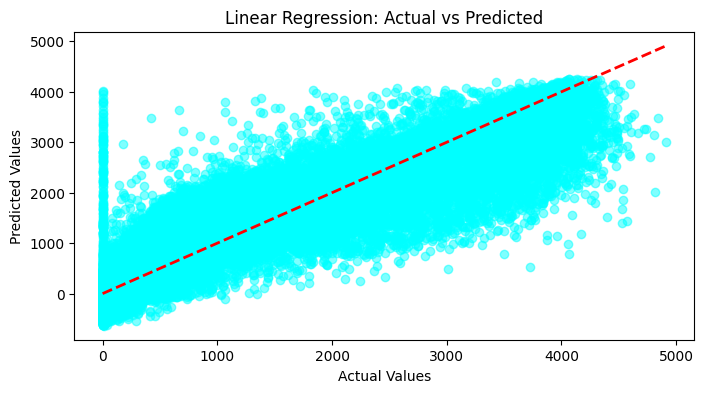 Linear Regression: Actual vs Predicted
5000
4000
3000
2000
1000
0
Predicted Values
0 1000 2000 3000 4000 5000
Actual Values